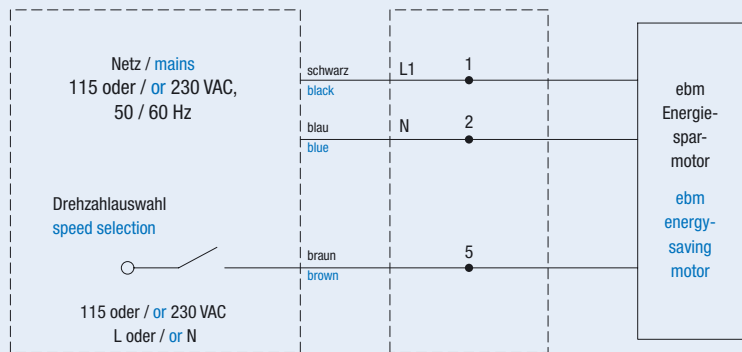 Netz / mains
115 oder / or 230 VAC,
50 / 60 Hz
schwarz
black
L1
1
blau
blue
N
2
Drehzahlauswahl
speed selection
braun
brown
5
115 oder / or 230 VAC
L oder / or N
ebm
Energie-
spar-
motor
ebm
energy-
saving
motor